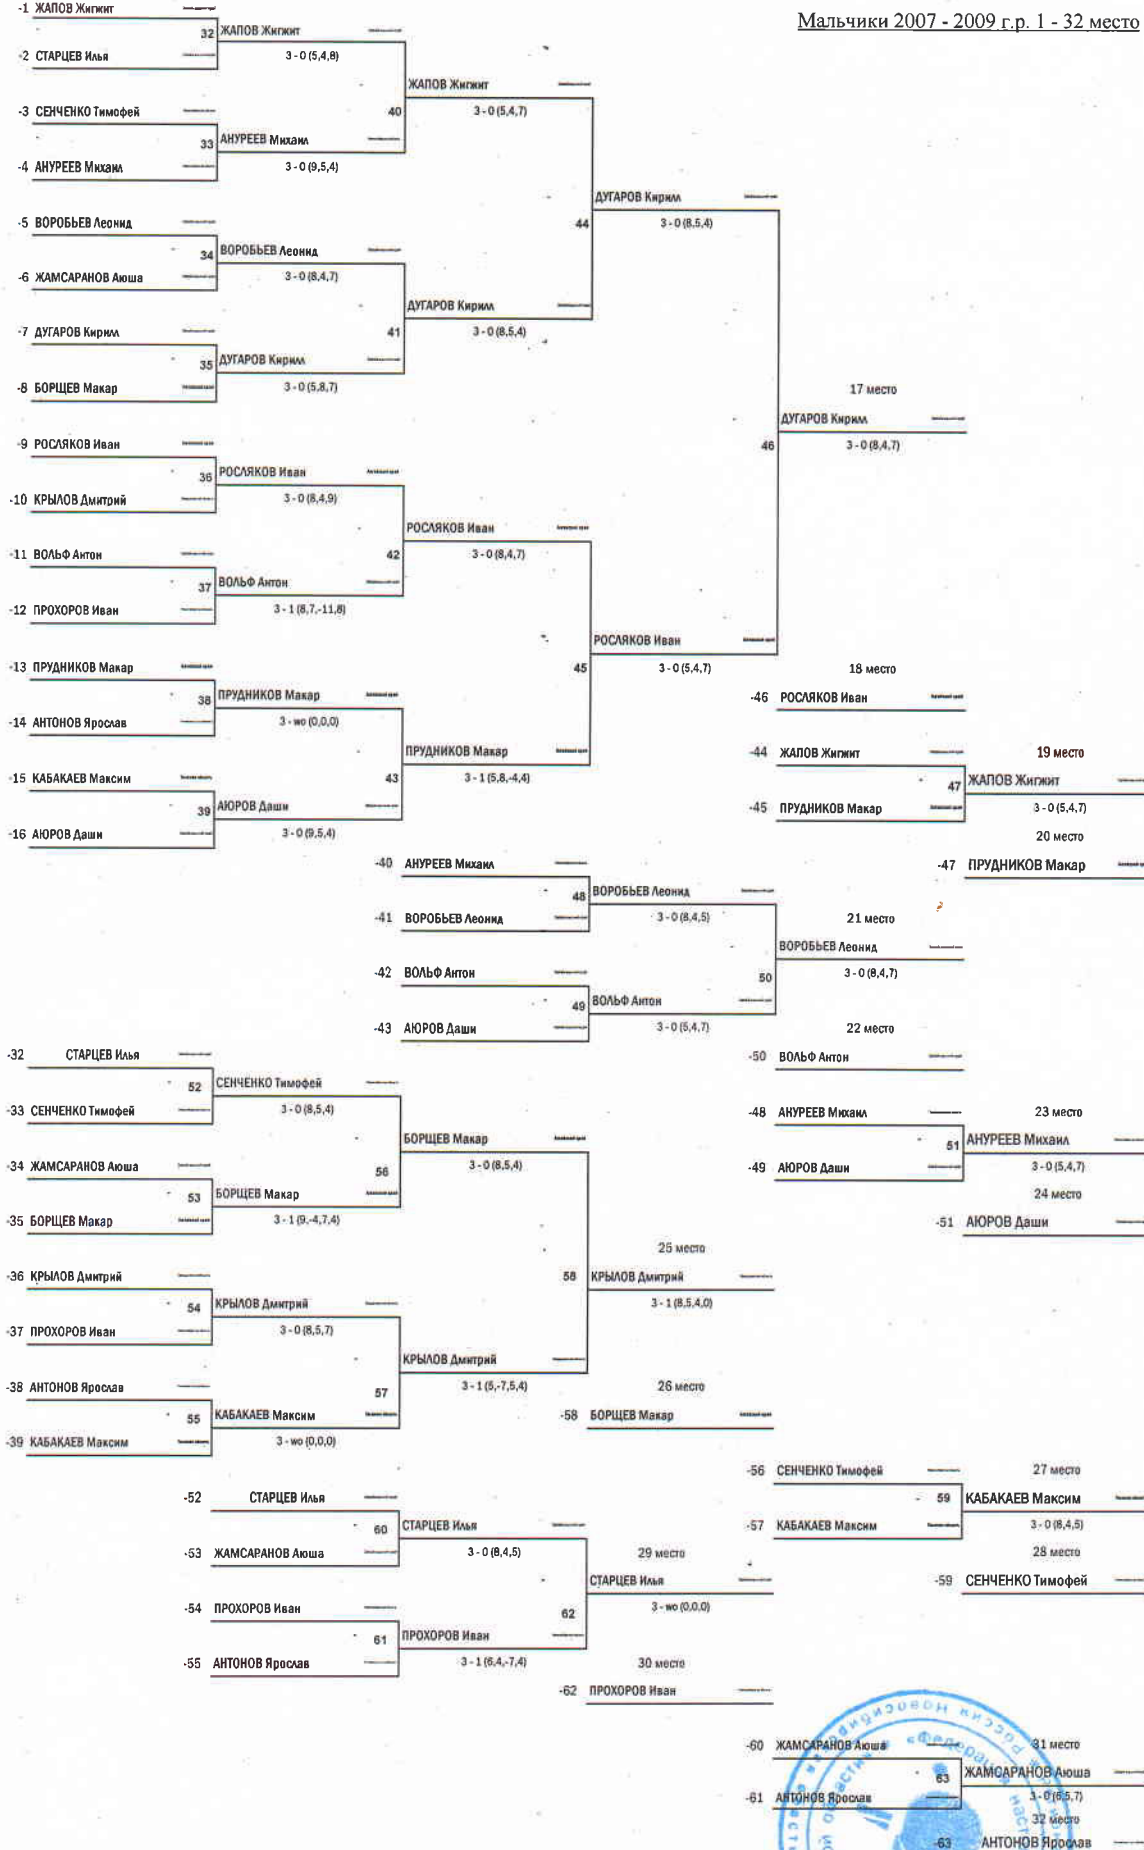 Мальчики 2007 - 2009 г.р. 1 - 32 место
-1 ЖАПОВ Жигжит
32 ЖАПОВ Жигжит
-2 СТАРЦЕВ Илья
3 - 0 (5,4,8)
ЖАПОВ Жигжит
-3 СЕНЧЕНКО Тимофей
40
3 - 0 (5,4,7)
33 АНУРЕЕВ Михаил
-4 АНУРЕЕВ Михаил
3 - 0 (9,5,4)
ДУГАРОВ Кирилл
-5 ВОРОБЬЕВ Леонид
44
3 - 0 (8,5,4)
34 ВОРОБЬЕВ Леонид
-6 ЖАМСАРАНОВ Аюша
3 - 0 (8,4,7)
ДУГАРОВ Кирилл
-7 ДУГАРОВ Кирилл
41
3 - 0 (8,5,4)
35 ДУГАРОВ Кирилл
-8 БОРЩЕВ Макар
3 - 0 (5,8,7)
17 место
ДУГАРОВ Кирилл
-9 РОСЛЯКОВ Иван
46
3 - 0 (8,4,7)
36 РОСЛЯКОВ Иван
-10 КРЫЛОВ Дмитрий
3 - 0 (8,4,9)
РОСЛЯКОВ Иван
-11 ВОЛЬФ Антон
42
3 - 0 (8,4,7)
37 ВОЛЬФ Антон
-12 ПРОХОРОВ Иван
3 - 1 (8,7,-11,8)
РОСЛЯКОВ Иван
-13 ПРУДНИКОВ Макар
45
3 - 0 (5,4,7)
18 место
38 ПРУДНИКОВ Макар
-46 РОСЛЯКОВ Иван
-14 АНТОНОВ Ярослав
3 - wo (0,0,0)
ПРУДНИКОВ Макар
-44 ЖАПОВ Жигжит
19 место
-15 КАБАКАЕВ Максим
43
3 - 1 (5,8,-4,4)
47 ЖАПОВ Жигжит
39 АЮРОВ Даши
-45 ПРУДНИКОВ Макар
3 - 0 (5,4,7)
-16 АЮРОВ Даши
3 - 0 (9,5,4)
20 место
-40 АНУРЕЕВ Михаил
-47 ПРУДНИКОВ Макар
48 ВОРОБЬЕВ Леонид
-41 ВОРОБЬЕВ Леонид
3 - 0 (8,4,5)
21 место
ВОРОБЬЕВ Леонид
-42 ВОЛЬФ Антон
50
3 - 0 (8,4,7)
49 ВОЛЬФ Антон
-43 АЮРОВ Даши
3 - 0 (5,4,7)
22 место
-32 СТАРЦЕВ Илья
-50 ВОЛЬФ Антон
52 СЕНЧЕНКО Тимофей
-33 СЕНЧЕНКО Тимофей
3 - 0 (8,5,4)
-48 АНУРЕЕВ Михаил
23 место
БОРЩЕВ Макар
51 АНУРЕЕВ Михаил
-34 ЖАМСАРАНОВ Аюша
56
3 - 0 (8,5,4)
-49 АЮРОВ Даши
3 - 0 (5,4,7)
53 БОРЩЕВ Макар
24 место
-35 БОРЩЕВ Макар
3 - 1 (9,-4,7,4)
-51 АЮРОВ Даши
25 место
-36 КРЫЛОВ Дмитрий
58 КРЫЛОВ Дмитрий
54 КРЫЛОВ Дмитрий
3 - 1 (8,5,4,0)
-37 ПРОХОРОВ Иван
3 - 0 (8,5,7)
КРЫЛОВ Дмитрий
-38 АНТОНОВ Ярослав
57
3 - 1 (5,-7,5,4)
26 место
55 КАБАКАЕВ Максим
-58 БОРЩЕВ Макар
-39 КАБАКАЕВ Максим
3 - wo (0,0,0)
-56 СЕНЧЕНКО Тимофей
27 место
-52 СТАРЦЕВ Илья
59 КАБАКАЕВ Максим
60 СТАРЦЕВ Илья
-57 КАБАКАЕВ Максим
3 - 0 (8,4,5)
-53 ЖАМСАРАНОВ Аюша
3 - 0 (8,4,5)
29 место
28 место
СТАРЦЕВ Илья
-59 СЕНЧЕНКО Тимофей
-54 ПРОХОРОВ Иван
62
3 - wo (0,0,0)
61 ПРОХОРОВ Иван
-55 АНТОНОВ Ярослав
3 - 1 (6,4,-7,4)
30 место
-62 ПРОХОРОВ Иван
-60 ЖАМСАРАНОВ Аюша
31 место
63 ЖАМСАРАНОВ Аюша
-61 АНТОНОВ Ярослав
3 - 0 (6,5,7)
32 место
-63 АНТОНОВ Ярослав